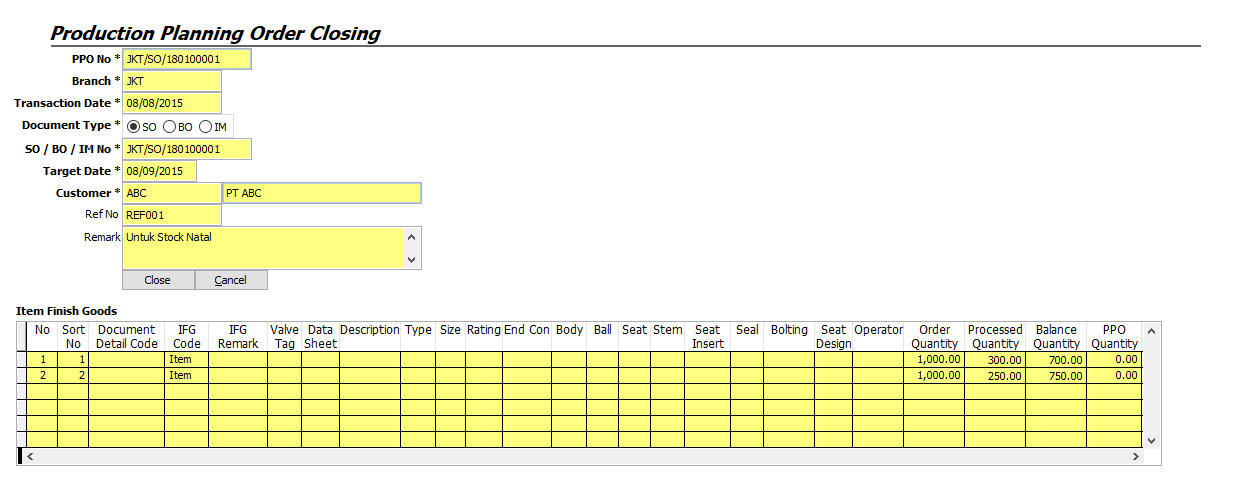 Production Planning Order Closing
PPO No * JKT/SO/180100001
Branch * JKT
Transaction Date * 08/08/2015
Document Type * SO BO IM
SO / BO / IM No * JKT/SO/180100001
Target Date * 08/09/2015
Customer * ABC PT ABC
Ref No REF001
Remark Untuk Stock Natal
Close Cancel
Item Finish Goods
No Sort Document IFG IFG Valve Data Description Type Size Rating End Con Body Ball Seat Stem Seat Seal Bolting Seat Operator Order Processed Balance PPO
No Detail Code Code Remark Tag Sheet Insert Design Quantity Quantity Quantity Quantity
1 1 Item 1,000.00 300.00 700.00 0.00
2 2 Item 1,000.00 250.00 750.00 0.00